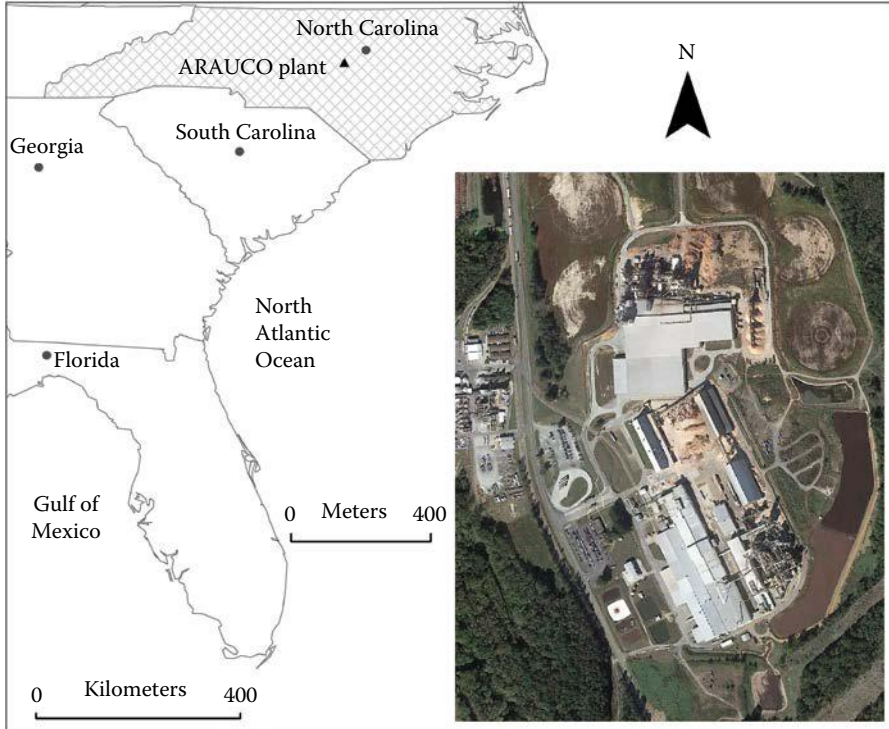 North Carolina
ARAUCO plant
N
Georgia
South Carolina
North
Atlantic
Ocean
Florida
Gulf of
Mexico
0 Meters 400
0 Kilometers 400